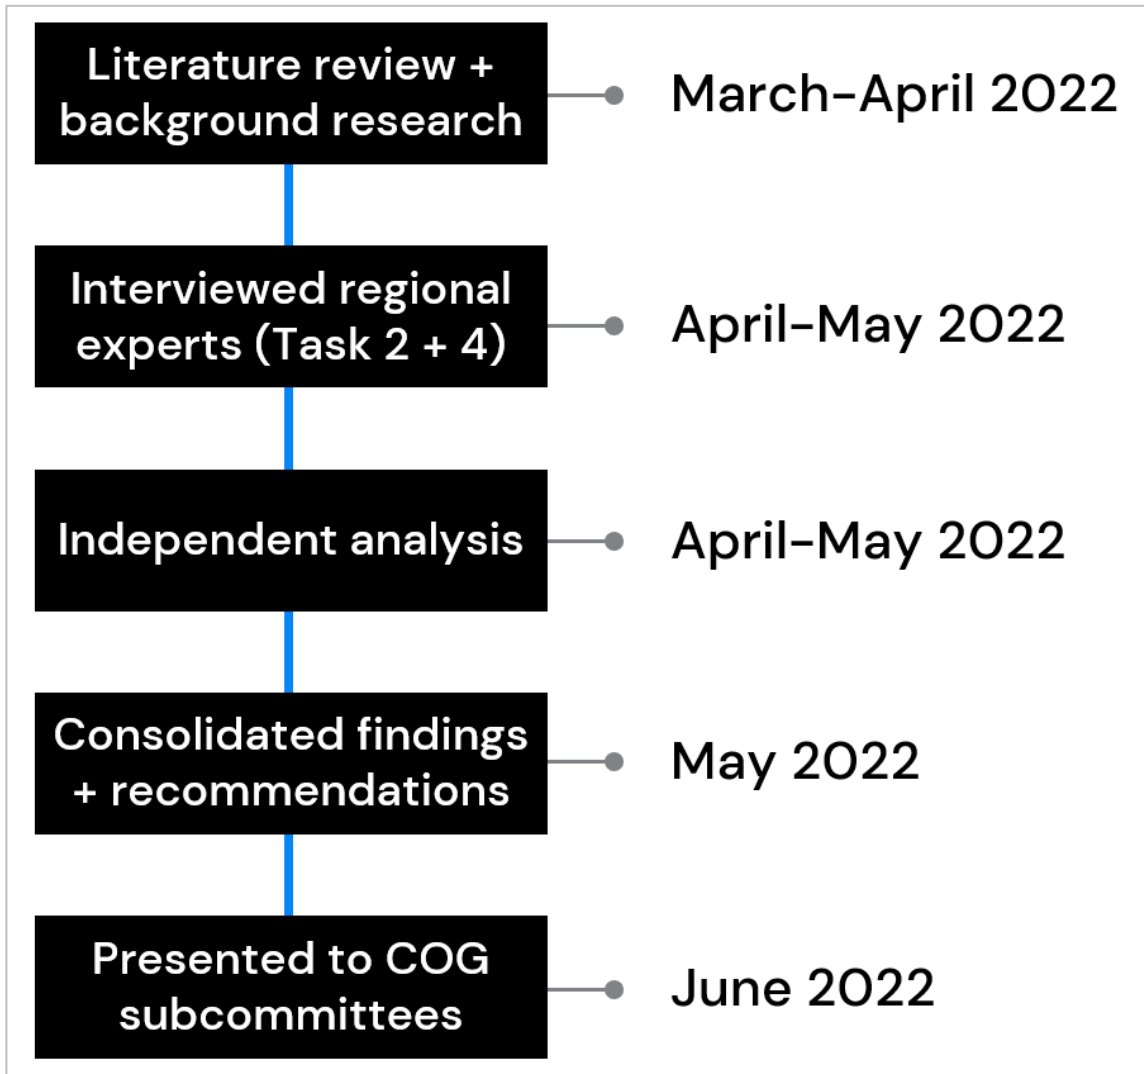 Literature review +
background research
March-April 2022
Interviewed regional
experts (Task 2 + 4)
April-May 2022
Independent analysis
April-May 2022
Consolidated findings
+ recommendations
May 2022
Presented to COG
subcommittees
June 2022